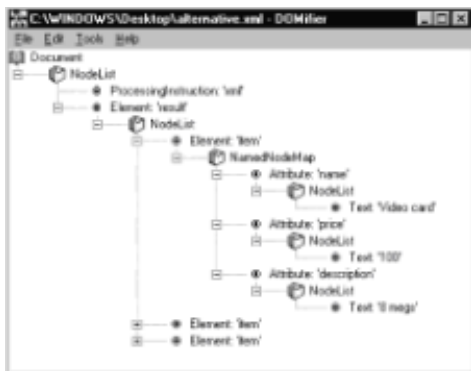 C:\WINDOWS\Desktop\alternative.xml - DOMifier
File Edit Tools Help
Document
NodeList
ProcessingInstruction: 'xml'
Element: 'result'
NodeList
Element: 'item'
NamedNodeMap
Attribute: 'name'
NodeList
Text: 'Video card'
Attribute: 'price'
NodeList
Text: '100'
Attribute: 'description'
NodeList
Text: '8 megs'
Element: 'item'
Element: 'item'